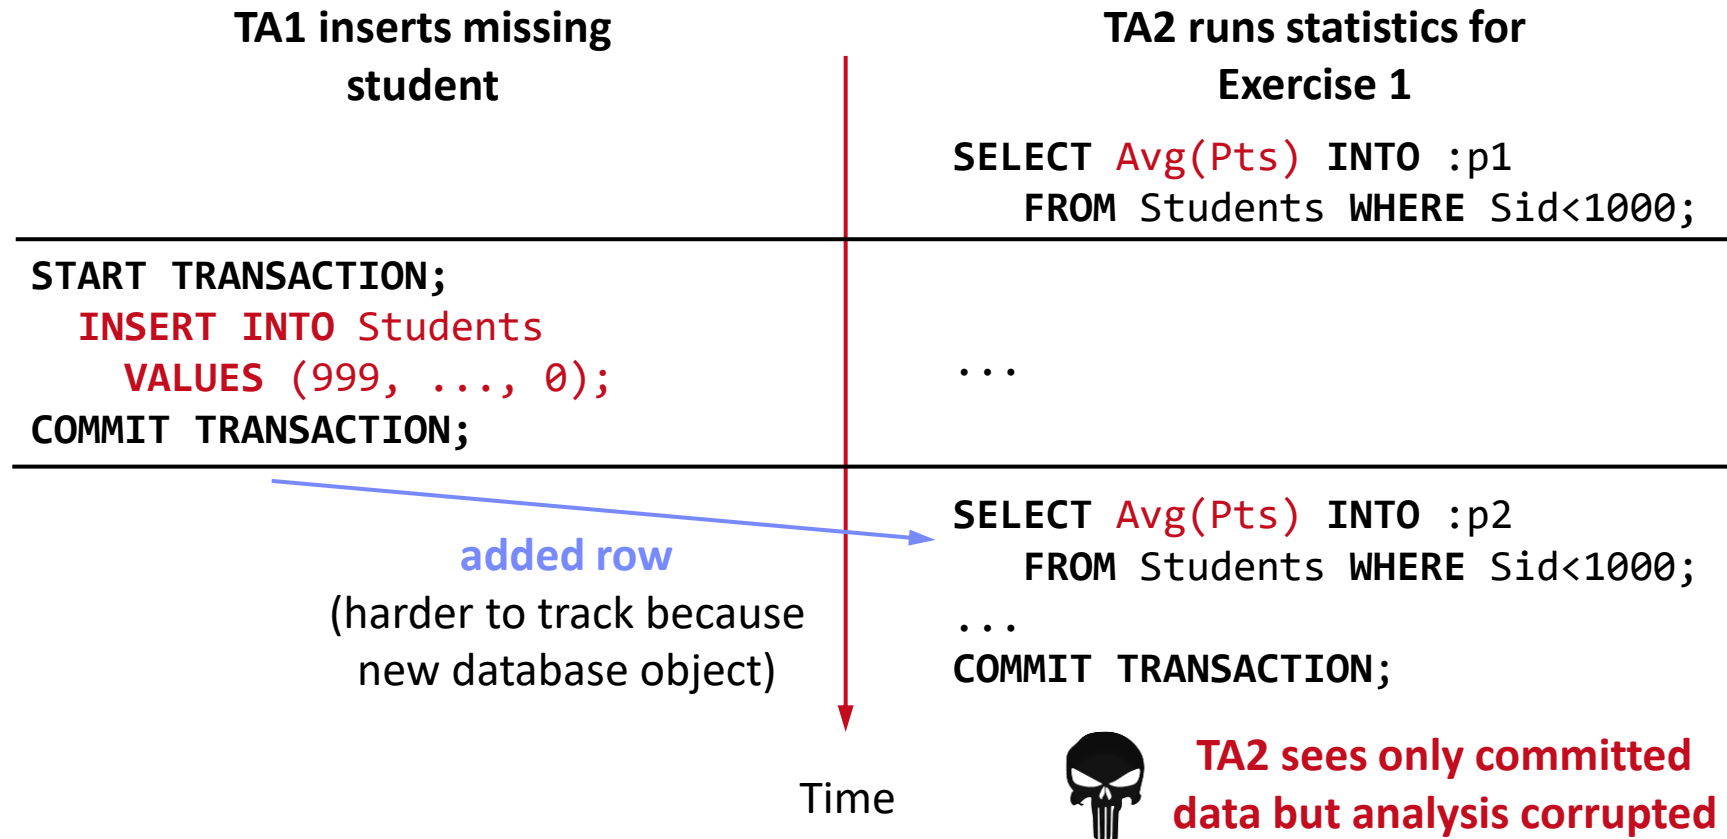 TA1 inserts missing
student
TA2 runs statistics for
Exercise 1
SELECT Avg(Pts) INTO :p1
FROM Students WHERE Sid<1000;
START TRANSACTION;
INSERT INTO Students
VALUES (999, ..., 0);
COMMIT TRANSACTION;
...
added row
(harder to track because
new database object)
SELECT Avg(Pts) INTO :p2
FROM Students WHERE Sid<1000;
...
COMMIT TRANSACTION;
Time
TA2 sees only committed
data but analysis corrupted